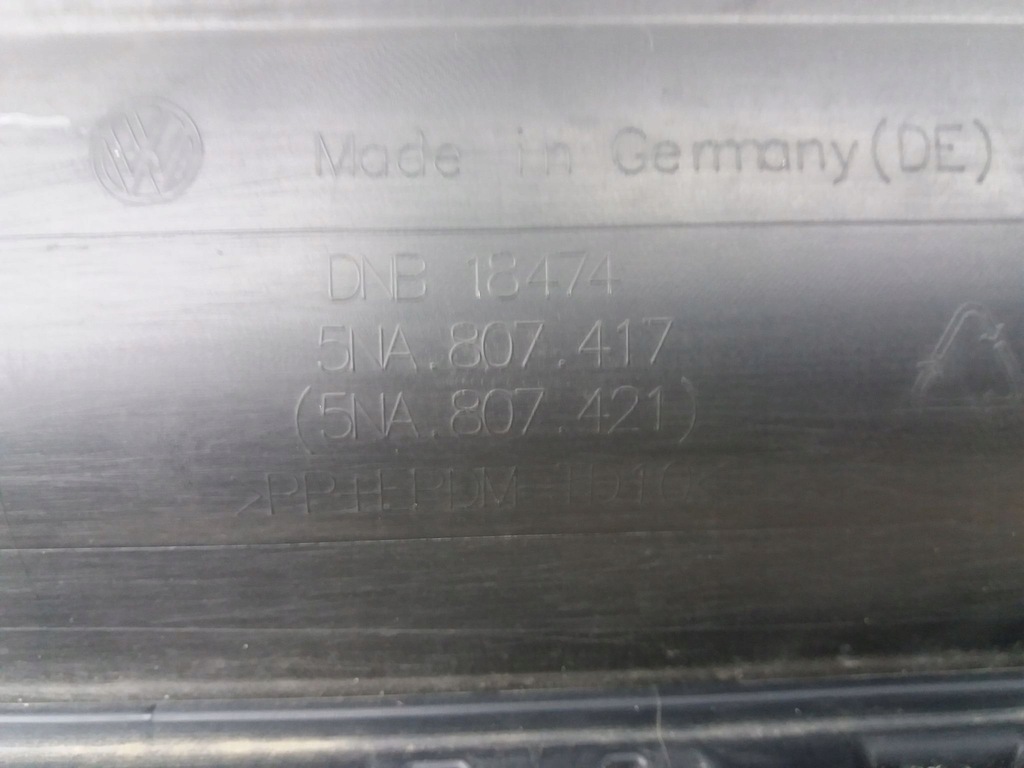 Made in Germany (DE)
DNB 18474
5NA.807.417
(5NA.807.421)